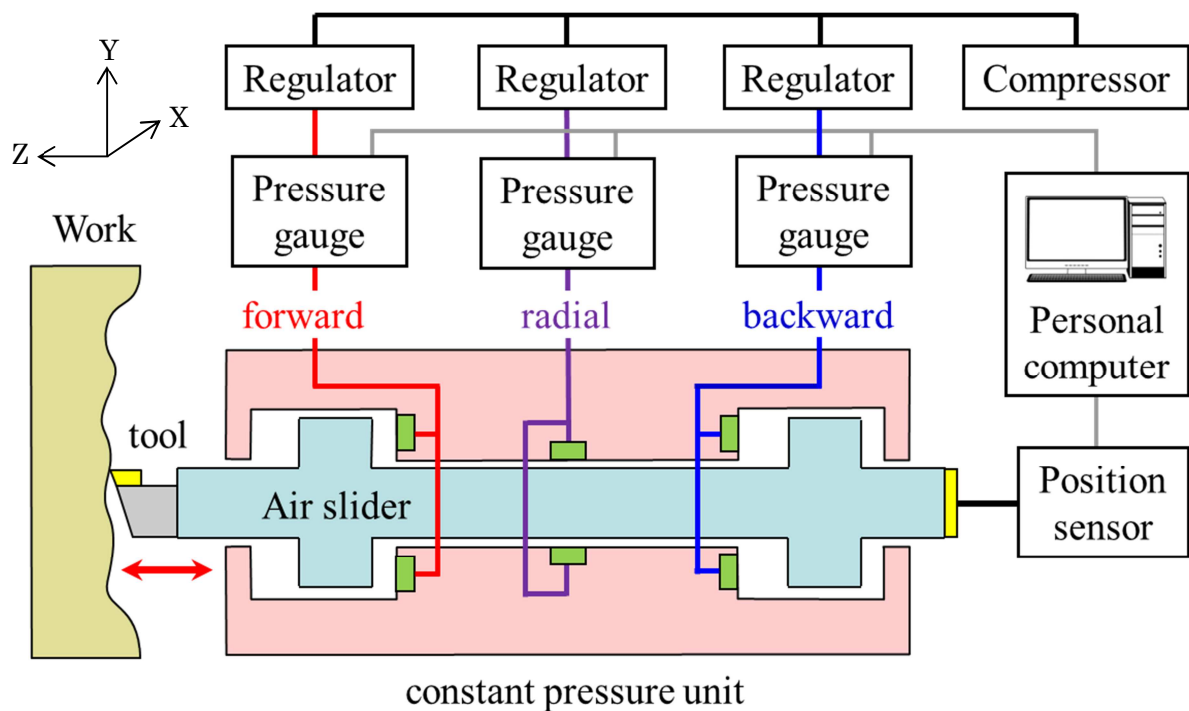 Y
X
Z
Regulator
Regulator
Regulator
Compressor
Pressure
gauge
Pressure
gauge
Pressure
gauge
Personal
computer
Work
forward
radial
backward
tool
Air slider
Position
sensor
constant pressure unit